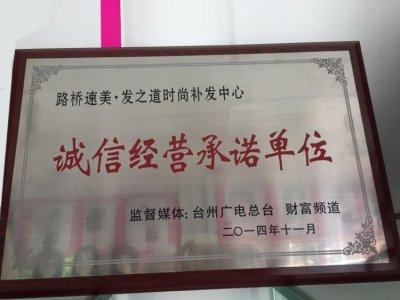 路桥速美·发之道时尚补发中心
诚信经营承诺单位
监督媒体:台州广电总台 财富频道
二〇一四年十一月